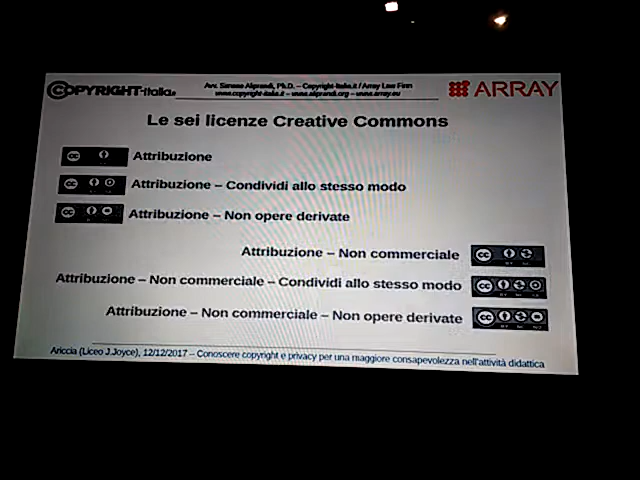 COPYRIGHT-Italia.it
Avv. Simone Aliprandi, Ph.D. – Copyright-Italia.it / Array Law Firm
www.copyright-italia.it – www.aliprandi.org – www.array.eu
ARRAY
Le sei licenze Creative Commons
Attribuzione
Attribuzione – Condividi allo stesso modo
Attribuzione – Non opere derivate
Attribuzione – Non commerciale
Attribuzione – Non commerciale – Condividi allo stesso modo
Attribuzione – Non commerciale – Non opere derivate
Ariccia (Liceo J.Joyce), 12/12/2017 – Conoscere copyright e privacy per una maggiore consapevolezza nell'attività didattica